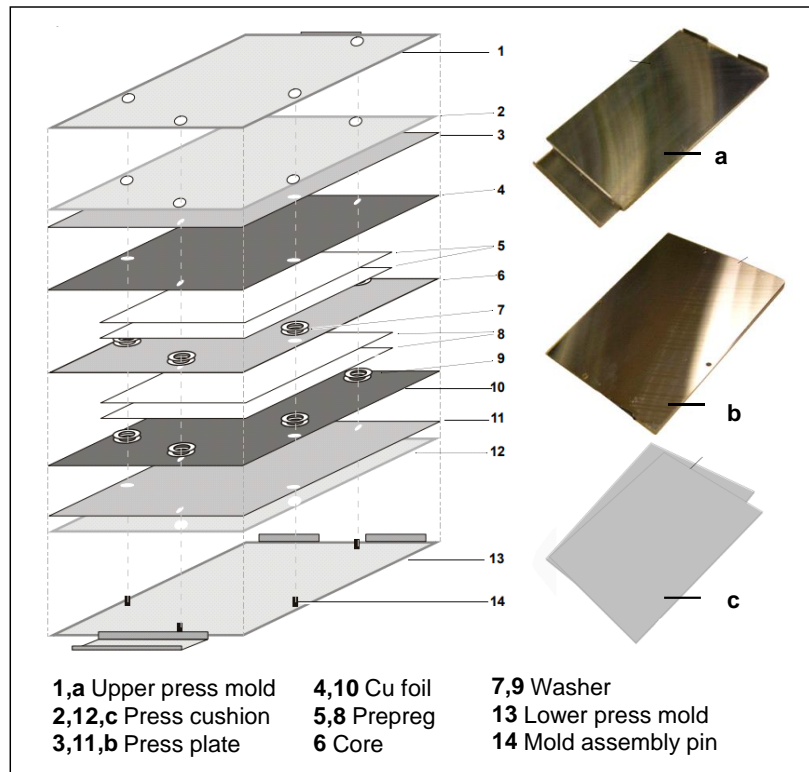 1
2
3
4
5
6
7
8
9
10
11
12
13
14
a
b
c
1,a Upper press mold
2,12,c Press cushion
3,11,b Press plate
4,10 Cu foil
5,8 Prepreg
6 Core
7,9 Washer
13 Lower press mold
14 Mold assembly pin